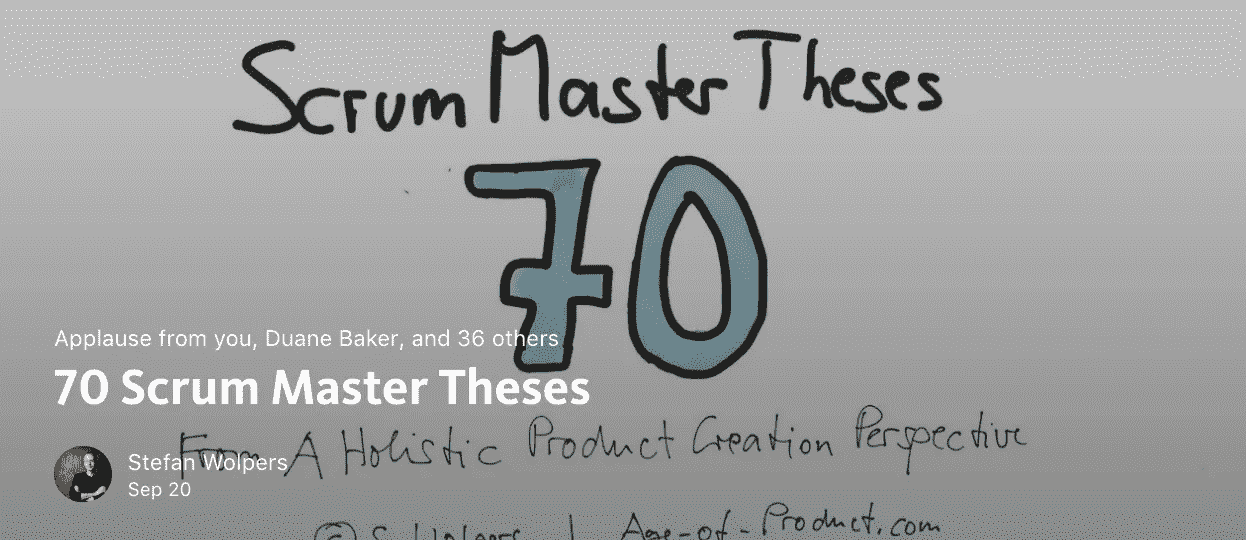 Scrum Master Theses
70
Applause from you, Duane Baker, and 36 others
70 Scrum Master Theses
From A Holistic Product Creation Perspective
Stefan Wolpers
Sep 20
© S. Wolpers | Age-of-Product.com